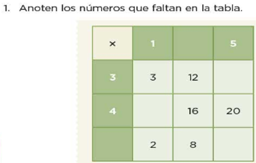 1. Anoten los números que faltan en la tabla.
× 1 5
3 3 12
4 16 20
2 8